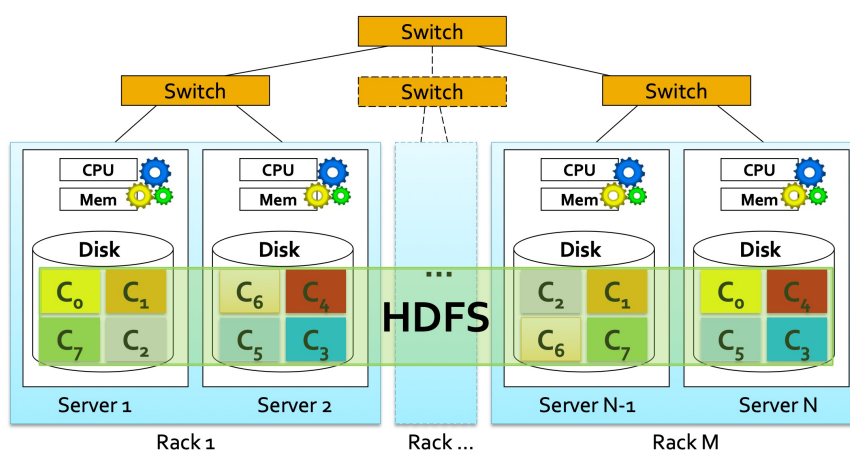 Switch
Switch Switch Switch
CPU CPU CPU CPU
Mem Mem Mem Mem
Disk Disk Disk Disk
...
C0 C1 C6 C4 C2 C1 C0 C4
HDFS
C7 C2 C5 C3 C6 C7 C5 C3
Server 1 Server 2 Server N-1 Server N
Rack 1 Rack ... Rack M